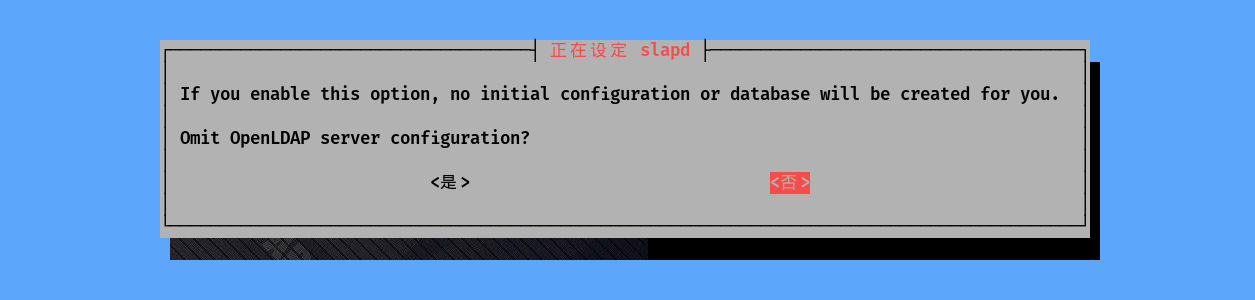 正在设定 slapd
If you enable this option, no initial configuration or database will be created for you.
Omit OpenLDAP server configuration?
<是> <否>